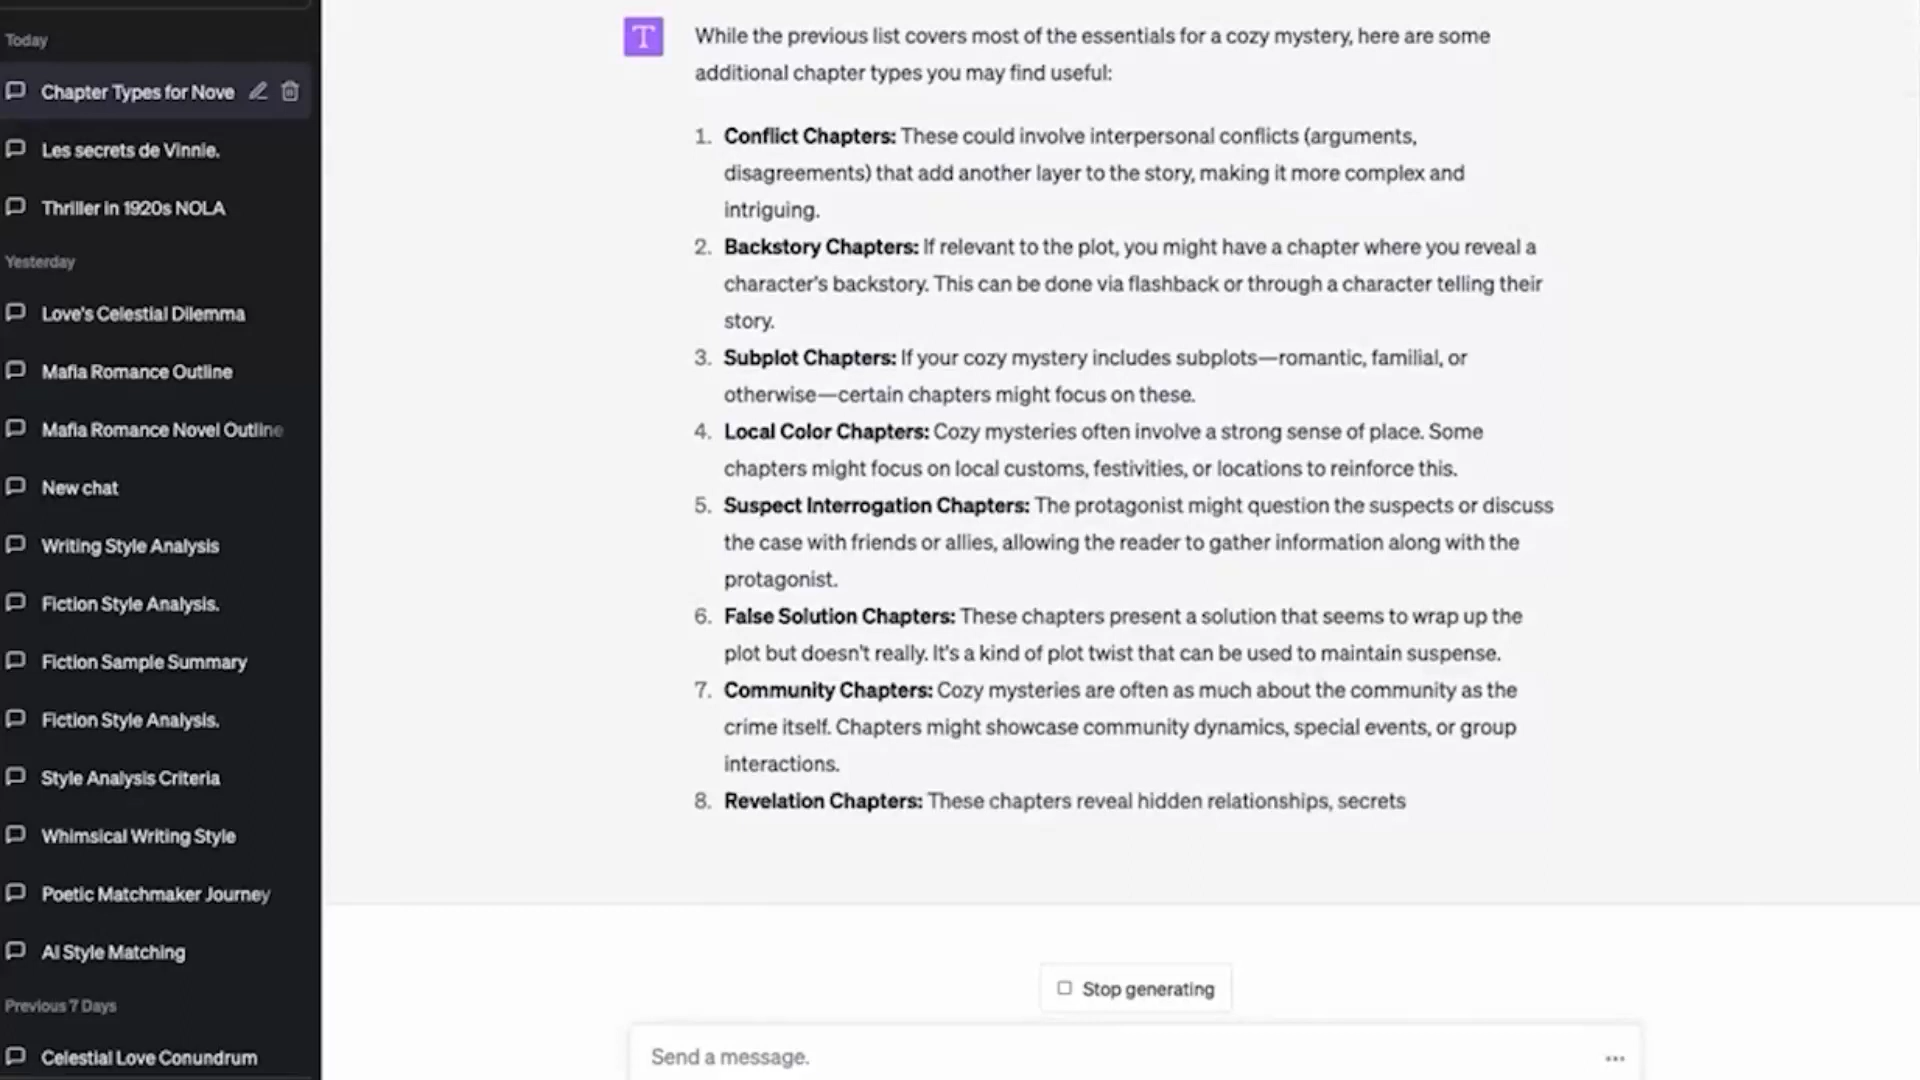 Today
Chapter Types for Nove
Les secrets de Vinnie.
Thriller in 1920s NOLA
Yesterday
Love's Celestial Dilemma
Mafia Romance Outline
Mafia Romance Novel Outline
New chat
Writing Style Analysis
Fiction Style Analysis.
Fiction Sample Summary
Fiction Style Analysis.
Style Analysis Criteria
Whimsical Writing Style
Poetic Matchmaker Journey
AI Style Matching
Previous 7 Days
Celestial Love Conundrum
T
While the previous list covers most of the essentials for a cozy mystery, here are some
additional chapter types you may find useful:
1. Conflict Chapters: These could involve interpersonal conflicts (arguments,
disagreements) that add another layer to the story, making it more complex and
intriguing.
2. Backstory Chapters: If relevant to the plot, you might have a chapter where you reveal a
character's backstory. This can be done via flashback or through a character telling their
story.
3. Subplot Chapters: If your cozy mystery includes subplots—romantic, familial, or
otherwise—certain chapters might focus on these.
4. Local Color Chapters: Cozy mysteries often involve a strong sense of place. Some
chapters might focus on local customs, festivities, or locations to reinforce this.
5. Suspect Interrogation Chapters: The protagonist might question the suspects or discuss
the case with friends or allies, allowing the reader to gather information along with the
protagonist.
6. False Solution Chapters: These chapters present a solution that seems to wrap up the
plot but doesn't really. It's a kind of plot twist that can be used to maintain suspense.
7. Community Chapters: Cozy mysteries are often as much about the community as the
crime itself. Chapters might showcase community dynamics, special events, or group
interactions.
8. Revelation Chapters: These chapters reveal hidden relationships, secrets
Stop generating
Send a message.